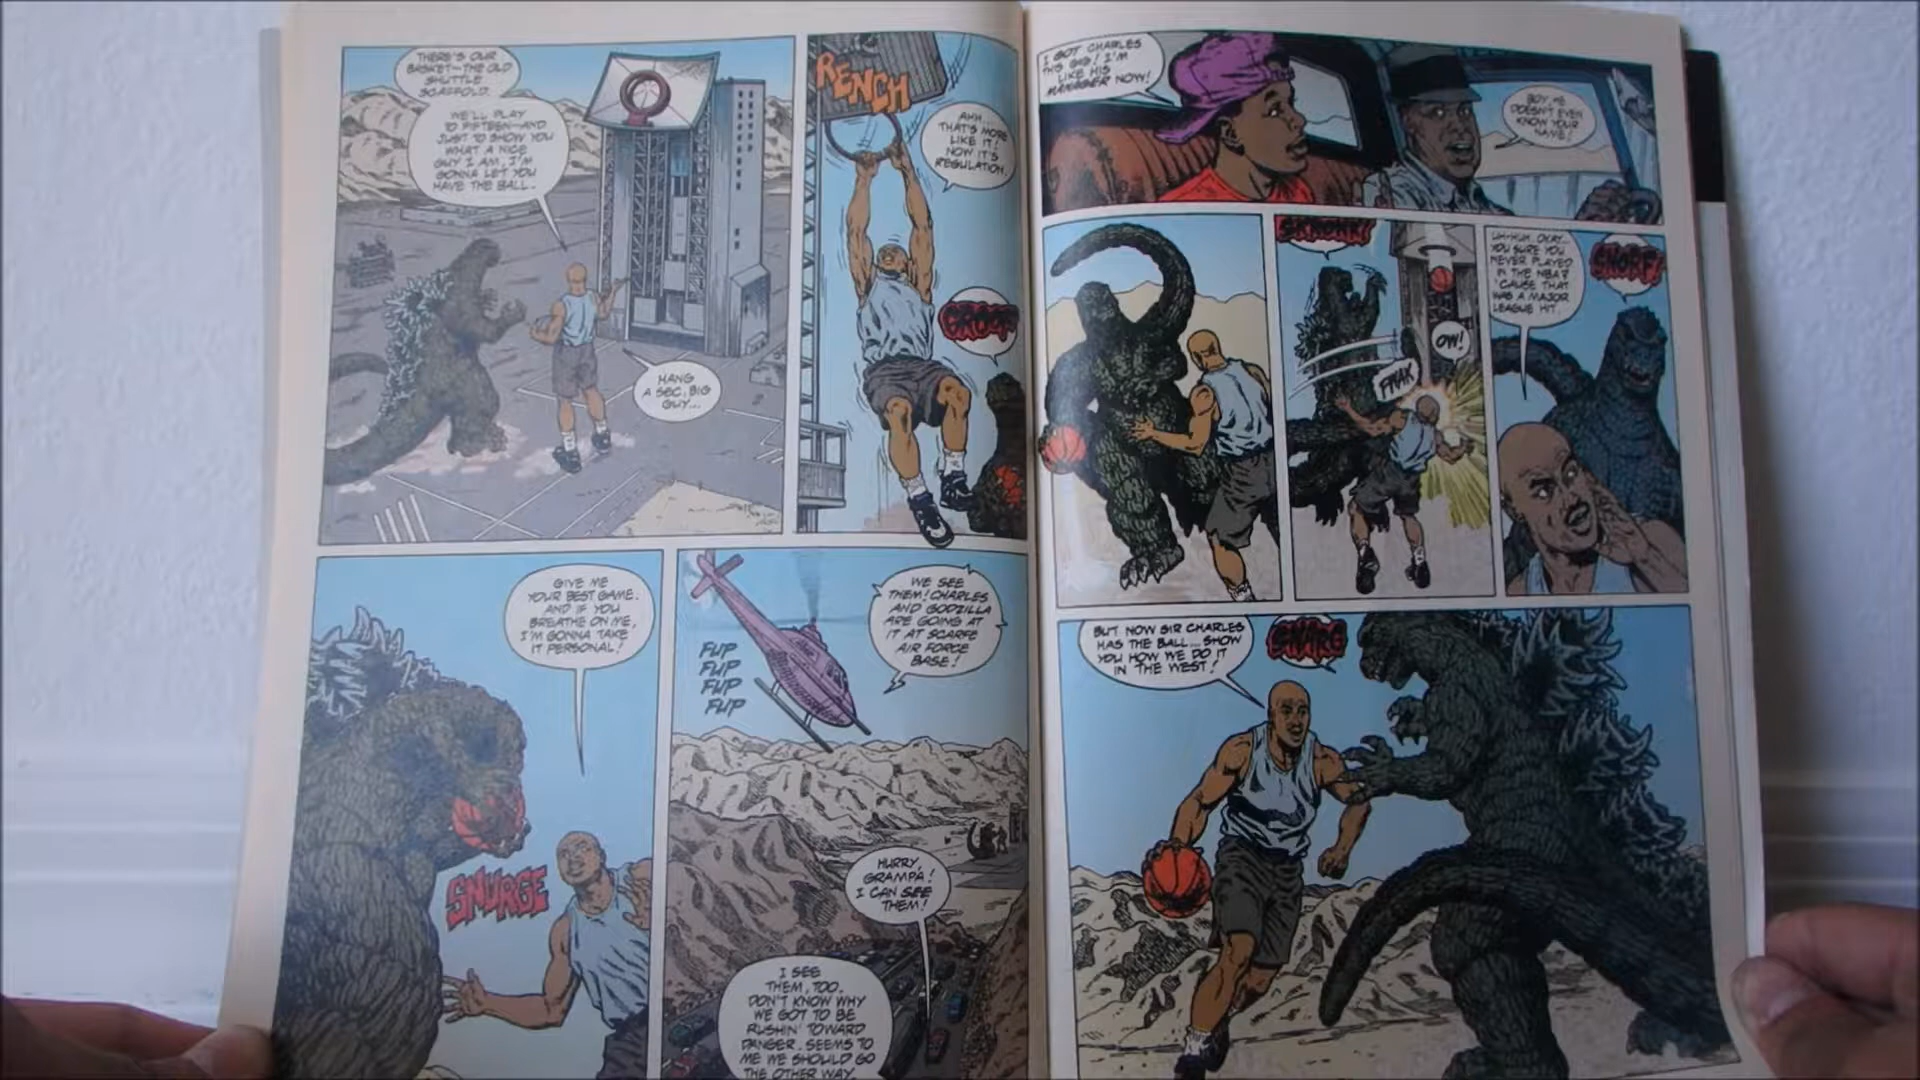 THERE'S OUR
BASKET--THE OLD
SHUTTLE
SCAFFOLD.
WE'LL PLAY
TO FIFTEEN--AND
JUST TO SHOW YOU
WHAT A NICE
GUY I AM, I'M
GONNA LET YOU
HAVE THE BALL.
HANG
A SEC, BIG
GUY...
RENCH
AHH...
THAT'S MORE
LIKE IT!
NOW IT'S
REGULATION.
GROOF
GIVE ME
YOUR BEST GAME.
AND IF YOU
BREATHE ON ME,
I'M GONNA TAKE
IT PERSONAL!
SNURGE
FUP
FUP
FUP
FUP
WE SEE
THEM! CHARLES
AND GODZILLA
ARE GOING AT
IT AT SCARFE
AIR FORCE
BASE!
HURRY,
GRAMPA!
I CAN SEE
THEM!
I SEE
THEM, TOO.
DON'T KNOW WHY
WE GOT TO BE
RUSHIN' TOWARD
DANGER. SEEMS TO
ME WE SHOULD GO
THE OTHER WAY.
I GOT CHARLES
THIS GIG! I'M
LIKE HIS
MANAGER NOW!
BOY, HE
DOESN'T EVEN
KNOW YOUR
NAME!
OW!
FWAK
UH-HUH. OKAY.
YOU SURE YOU
NEVER PLAYED
IN THE NBA?
'CAUSE THAT
WAS A MAJOR
LEAGUE HIT.
SNORF!
BUT NOW SIR CHARLES
HAS THE BALL... SHOW
YOU HOW WE DO IT
IN THE WEST!